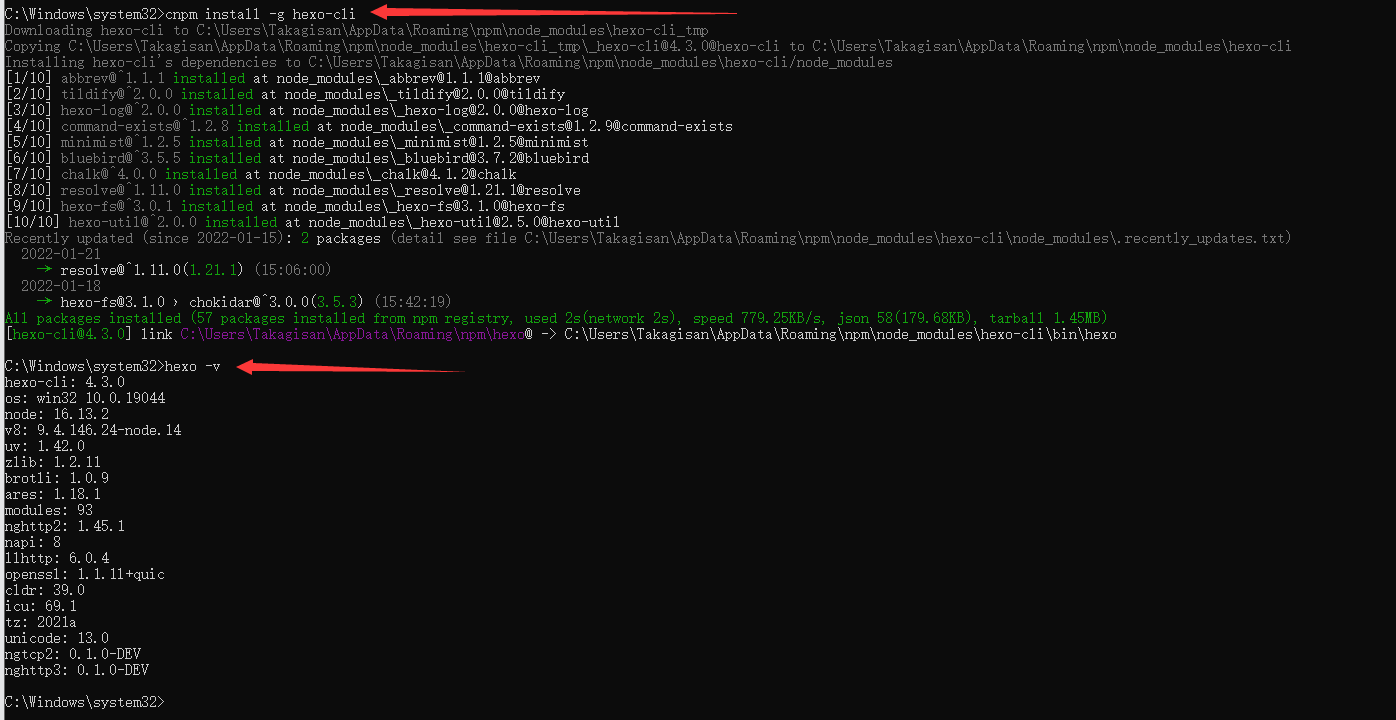 C:\Windows\system32>cnpm install -g hexo-cli
Downloading hexo-cli to C:\Users\Takagisan\AppData\Roaming\npm\node_modules\hexo-cli_tmp
Copying C:\Users\Takagisan\AppData\Roaming\npm\node_modules\hexo-cli_tmp\_hexo-cli@4.3.0@hexo-cli to C:\Users\Takagisan\AppData\Roaming\npm\node_modules\hexo-cli
Installing hexo-cli's dependencies to C:\Users\Takagisan\AppData\Roaming\npm\node_modules\hexo-cli/node_modules
[1/10] abbrev@^1.1.1 installed at node_modules\_abbrev@1.1.1@abbrev
[2/10] tildify@^2.0.0 installed at node_modules\_tildify@2.0.0@tildify
[3/10] hexo-log@^2.0.0 installed at node_modules\_hexo-log@2.0.0@hexo-log
[4/10] command-exists@^1.2.8 installed at node_modules\_command-exists@1.2.9@command-exists
[5/10] minimist@^1.2.5 installed at node_modules\_minimist@1.2.5@minimist
[6/10] bluebird@^3.5.5 installed at node_modules\_bluebird@3.7.2@bluebird
[7/10] chalk@^4.0.0 installed at node_modules\_chalk@4.1.2@chalk
[8/10] resolve@^1.11.0 installed at node_modules\_resolve@1.21.1@resolve
[9/10] hexo-fs@^3.0.1 installed at node_modules\_hexo-fs@3.1.0@hexo-fs
[10/10] hexo-util@^2.0.0 installed at node_modules\_hexo-util@2.5.0@hexo-util
Recently updated (since 2022-01-15): 2 packages (detail see file C:\Users\Takagisan\AppData\Roaming\npm\node_modules\hexo-cli\node_modules\.recently_updates.txt)
2022-01-21
→ resolve@^1.11.0(1.21.1) (15:06:00)
2022-01-18
→ hexo-fs@3.1.0 › chokidar@^3.0.0(3.5.3) (15:42:19)
All packages installed (57 packages installed from npm registry, used 2s(network 2s), speed 779.25KB/s, json 58(179.68KB), tarball 1.45MB)
[hexo-cli@4.3.0] link C:\Users\Takagisan\AppData\Roaming\npm\hexo@ -> C:\Users\Takagisan\AppData\Roaming\npm\node_modules\hexo-cli\bin\hexo
C:\Windows\system32>hexo -v
hexo-cli: 4.3.0
os: win32 10.0.19044
node: 16.13.2
v8: 9.4.146.24-node.14
uv: 1.42.0
zlib: 1.2.11
brotli: 1.0.9
ares: 1.18.1
modules: 93
nghttp2: 1.45.1
napi: 8
llhttp: 6.0.4
openssl: 1.1.1l+quic
cldr: 39.0
icu: 69.1
tz: 2021a
unicode: 13.0
ngtcp2: 0.1.0-DEV
nghttp3: 0.1.0-DEV
C:\Windows\system32>